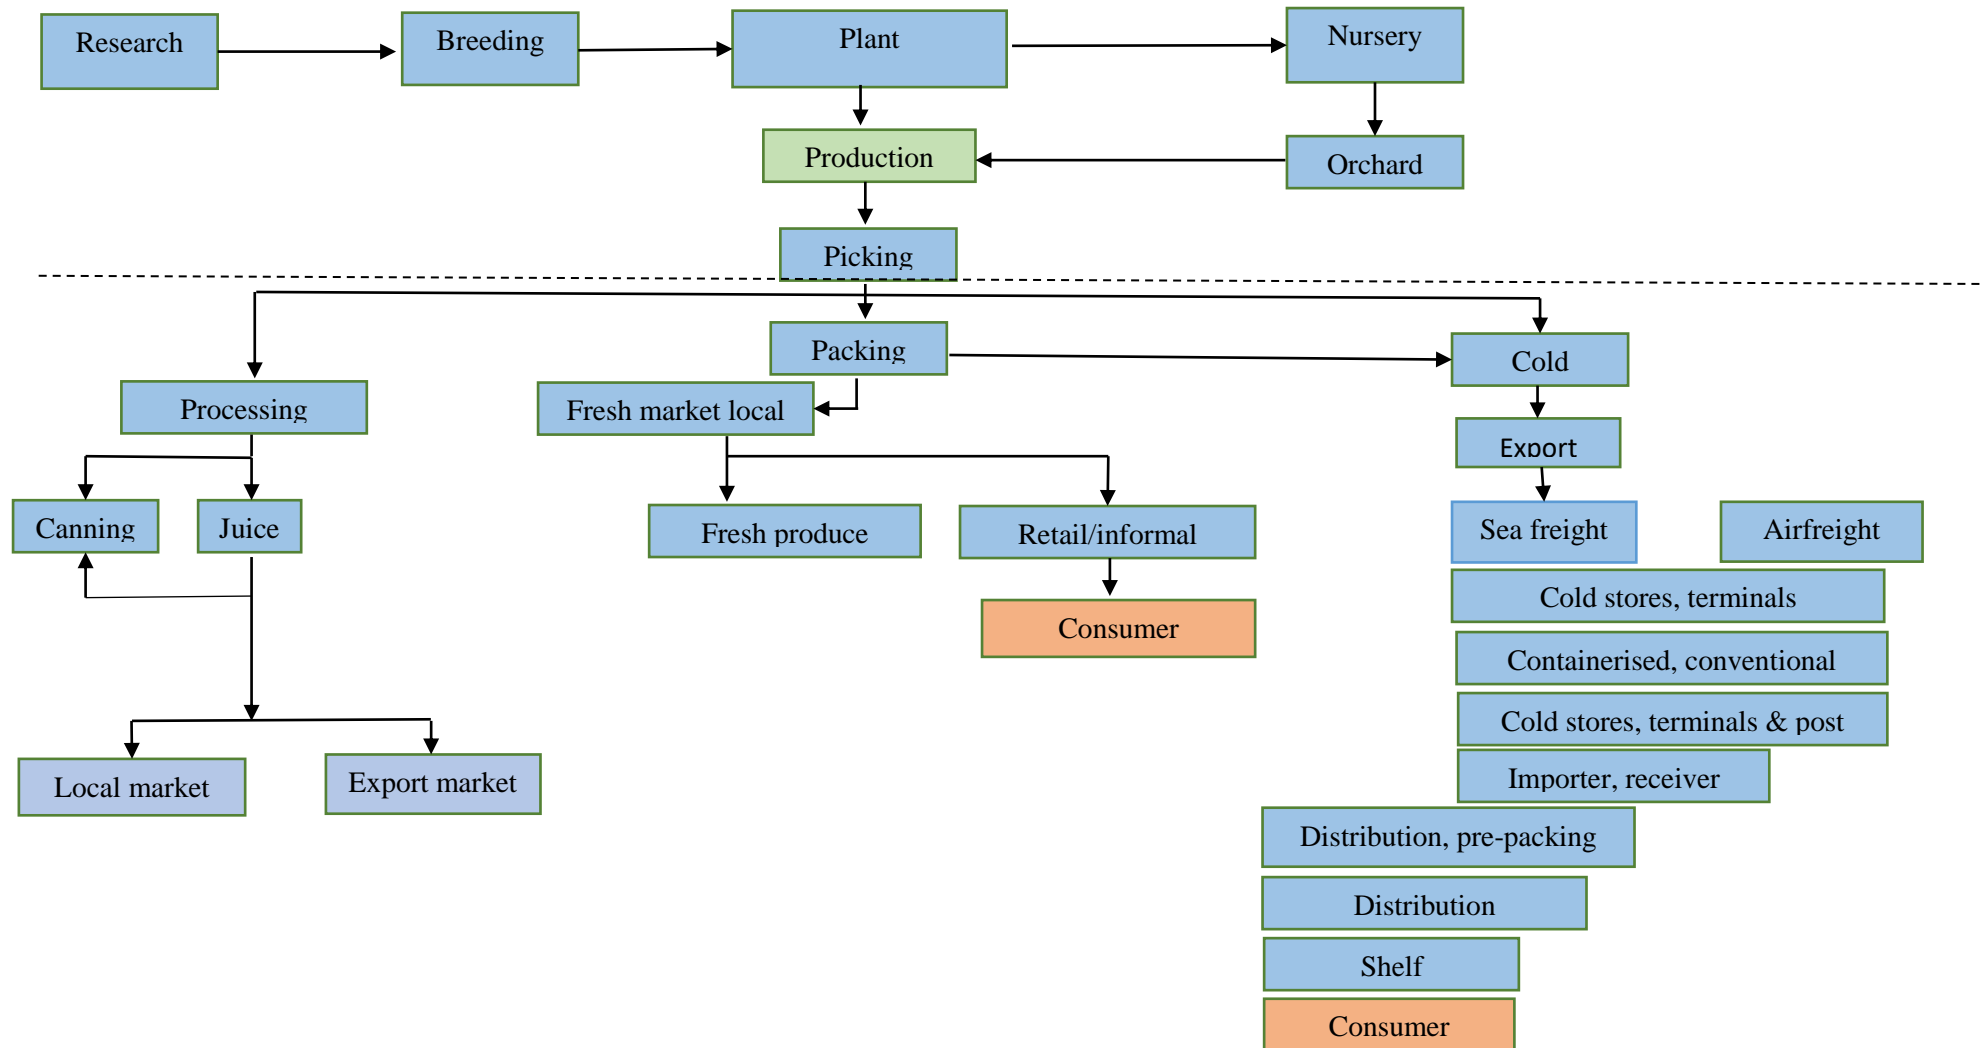 Research
Breeding
Plant
Nursery
Production
Orchard
Picking
Packing
Cold
Processing
Fresh market local
Export
Canning
Juice
Fresh produce
Retail/informal
Sea freight
Airfreight
Cold stores, terminals
Consumer
Containerised, conventional
Cold stores, terminals & post
Importer, receiver
Local market
Export market
Distribution, pre-packing
Distribution
Shelf
Consumer